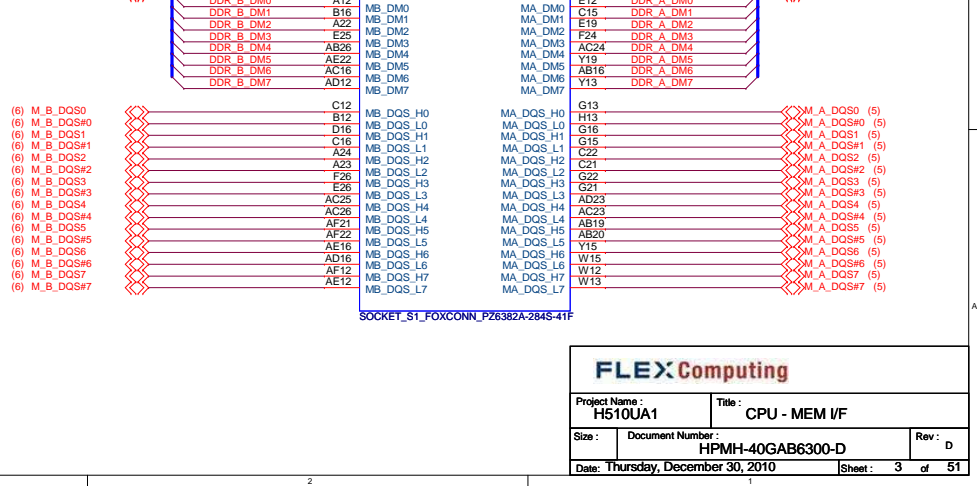 DDR_B_DM0 A12 MB_DM0 MA_DM0 E12 DDR_A_DM0
DDR_B_DM1 B16 MB_DM1 MA_DM1 C15 DDR_A_DM1
DDR_B_DM2 A22 MB_DM2 MA_DM2 E19 DDR_A_DM2
DDR_B_DM3 E25 MB_DM3 MA_DM3 F24 DDR_A_DM3
DDR_B_DM4 AB26 MB_DM4 MA_DM4 AC24 DDR_A_DM4
DDR_B_DM5 AE22 MB_DM5 MA_DM5 Y19 DDR_A_DM5
DDR_B_DM6 AC16 MB_DM6 MA_DM6 AB16 DDR_A_DM6
DDR_B_DM7 AD12 MB_DM7 MA_DM7 Y13 DDR_A_DM7
(6) M_B_DQS0 C12 MB_DQS_H0 MA_DQS_H0 G13 M_A_DQS0 (5)
(6) M_B_DQS#0 B12 MB_DQS_L0 MA_DQS_L0 H13 M_A_DQS#0 (5)
(6) M_B_DQS1 D16 MB_DQS_H1 MA_DQS_H1 G16 M_A_DQS1 (5)
(6) M_B_DQS#1 C16 MB_DQS_L1 MA_DQS_L1 G15 M_A_DQS#1 (5)
(6) M_B_DQS2 A24 MB_DQS_H2 MA_DQS_H2 C22 M_A_DQS2 (5)
(6) M_B_DQS#2 A23 MB_DQS_L2 MA_DQS_L2 C21 M_A_DQS#2 (5)
(6) M_B_DQS3 F26 MB_DQS_H3 MA_DQS_H3 G22 M_A_DQS3 (5)
(6) M_B_DQS#3 E26 MB_DQS_L3 MA_DQS_L3 G21 M_A_DQS#3 (5)
(6) M_B_DQS4 AC25 MB_DQS_H4 MA_DQS_H4 AD23 M_A_DQS4 (5)
(6) M_B_DQS#4 AC26 MB_DQS_L4 MA_DQS_L4 AC23 M_A_DQS#4 (5)
(6) M_B_DQS5 AF21 MB_DQS_H5 MA_DQS_H5 AB19 M_A_DQS5 (5)
(6) M_B_DQS#5 AF22 MB_DQS_L5 MA_DQS_L5 AB20 M_A_DQS#5 (5)
(6) M_B_DQS6 AE16 MB_DQS_H6 MA_DQS_H6 Y15 M_A_DQS6 (5)
(6) M_B_DQS#6 AD16 MB_DQS_L6 MA_DQS_L6 W15 M_A_DQS#6 (5)
(6) M_B_DQS7 AF12 MB_DQS_H7 MA_DQS_H7 W12 M_A_DQS7 (5)
(6) M_B_DQS#7 AE12 MB_DQS_L7 MA_DQS_L7 W13 M_A_DQS#7 (5)
A
SOCKET_S1_FOXCONN_PZ6382A-284S-41F
FLEX Computing
Project Name : Title :
H510UA1 CPU - MEM I/F
Size : Document Number : Rev :
HPMH-40GAB6300-D D
Date: Thursday, December 30, 2010 Sheet : 3 of 51
2 1